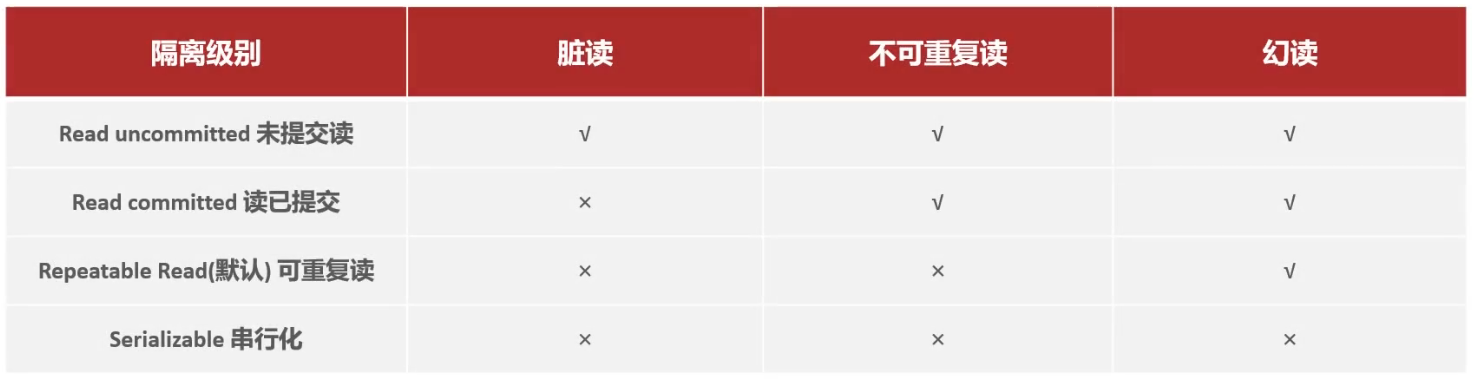 隔离级别 脏读 不可重复读 幻读
Read uncommitted 未提交读 √ √ √
Read committed 读已提交 × √ √
Repeatable Read(默认) 可重复读 × × √
Serializable 串行化 × × ×